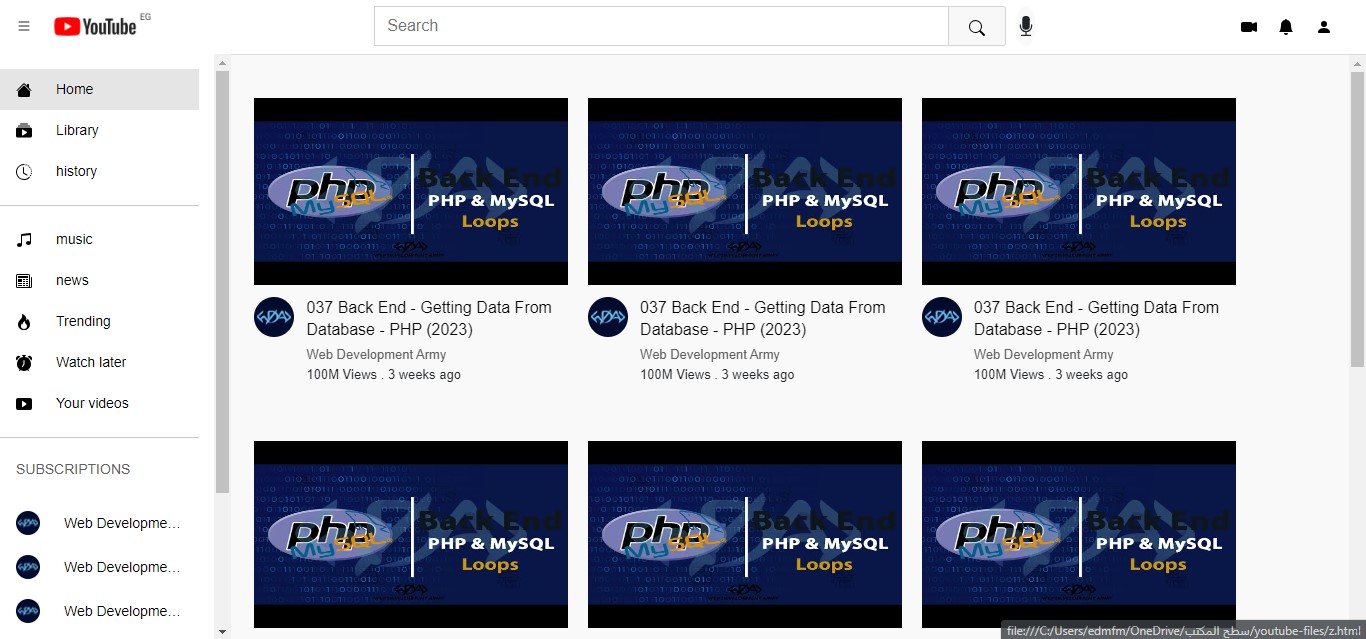 YouTube EG
Search
Home
Library
history
music
news
Trending
Watch later
Your videos
SUBSCRIPTIONS
Web Developme...
Web Developme...
Web Developme...
php
MySQL
Back End
PHP & MySQL
Loops
php
MySQL
Back End
PHP & MySQL
Loops
php
MySQL
Back End
PHP & MySQL
Loops
037 Back End - Getting Data From
Database - PHP (2023)
Web Development Army
100M Views . 3 weeks ago
037 Back End - Getting Data From
Database - PHP (2023)
Web Development Army
100M Views . 3 weeks ago
037 Back End - Getting Data From
Database - PHP (2023)
Web Development Army
100M Views . 3 weeks ago
php
MySQL
Back End
PHP & MySQL
Loops
php
MySQL
Back End
PHP & MySQL
Loops
php
MySQL
Back End
PHP & MySQL
Loops
file:///C:/Users/edmfm/OneDrive/سطح المكتب/youtube-files/z.html